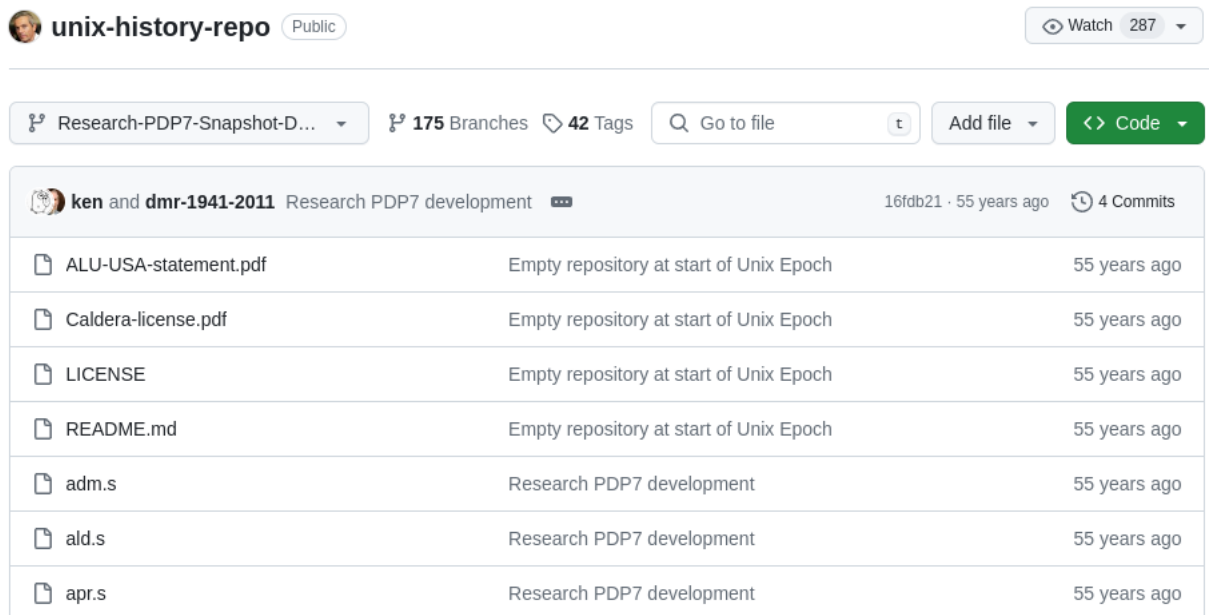 unix-history-repo Public Watch 287
Research-PDP7-Snapshot-D... 175 Branches 42 Tags Go to file t Add file Code
ken and dmr-1941-2011 Research PDP7 development 16fdb21 · 55 years ago 4 Commits
ALU-USA-statement.pdf Empty repository at start of Unix Epoch 55 years ago
Caldera-license.pdf Empty repository at start of Unix Epoch 55 years ago
LICENSE Empty repository at start of Unix Epoch 55 years ago
README.md Empty repository at start of Unix Epoch 55 years ago
adm.s Research PDP7 development 55 years ago
ald.s Research PDP7 development 55 years ago
apr.s Research PDP7 development 55 years ago